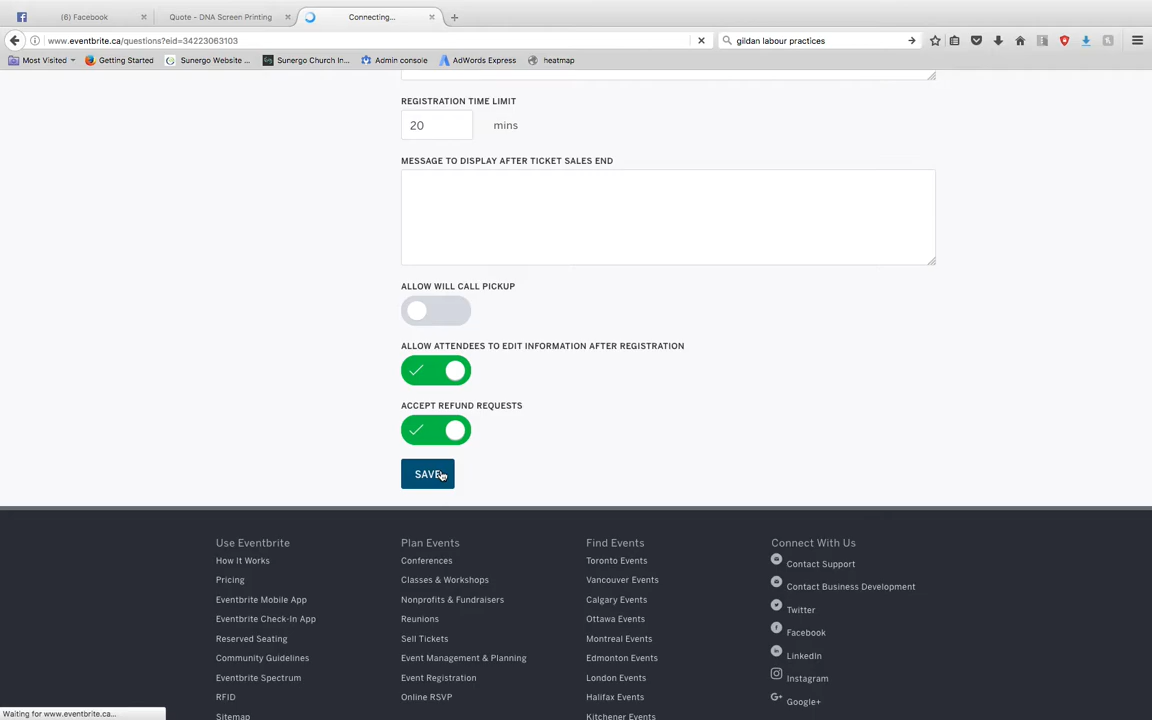 (6) Facebook
Quote - DNA Screen Printing
Connecting...
www.eventbrite.ca/questions?eid=34223063103
gildan labour practices
Most Visited
Getting Started
Sunergo Website ...
Sunergo Church In...
Admin console
AdWords Express
heatmap
REGISTRATION TIME LIMIT
20 mins
MESSAGE TO DISPLAY AFTER TICKET SALES END
ALLOW WILL CALL PICKUP
ALLOW ATTENDEES TO EDIT INFORMATION AFTER REGISTRATION
ACCEPT REFUND REQUESTS
SAVE
Use Eventbrite
How It Works
Pricing
Eventbrite Mobile App
Eventbrite Check-In App
Reserved Seating
Community Guidelines
Eventbrite Spectrum
RFID
Sitemap
Plan Events
Conferences
Classes & Workshops
Nonprofits & Fundraisers
Reunions
Sell Tickets
Event Management & Planning
Event Registration
Online RSVP
Find Events
Toronto Events
Vancouver Events
Calgary Events
Ottawa Events
Montreal Events
Edmonton Events
London Events
Halifax Events
Kitchener Events
Connect With Us
Contact Support
Contact Business Development
Twitter
Facebook
LinkedIn
Instagram
Google+
Waiting for www.eventbrite.ca...